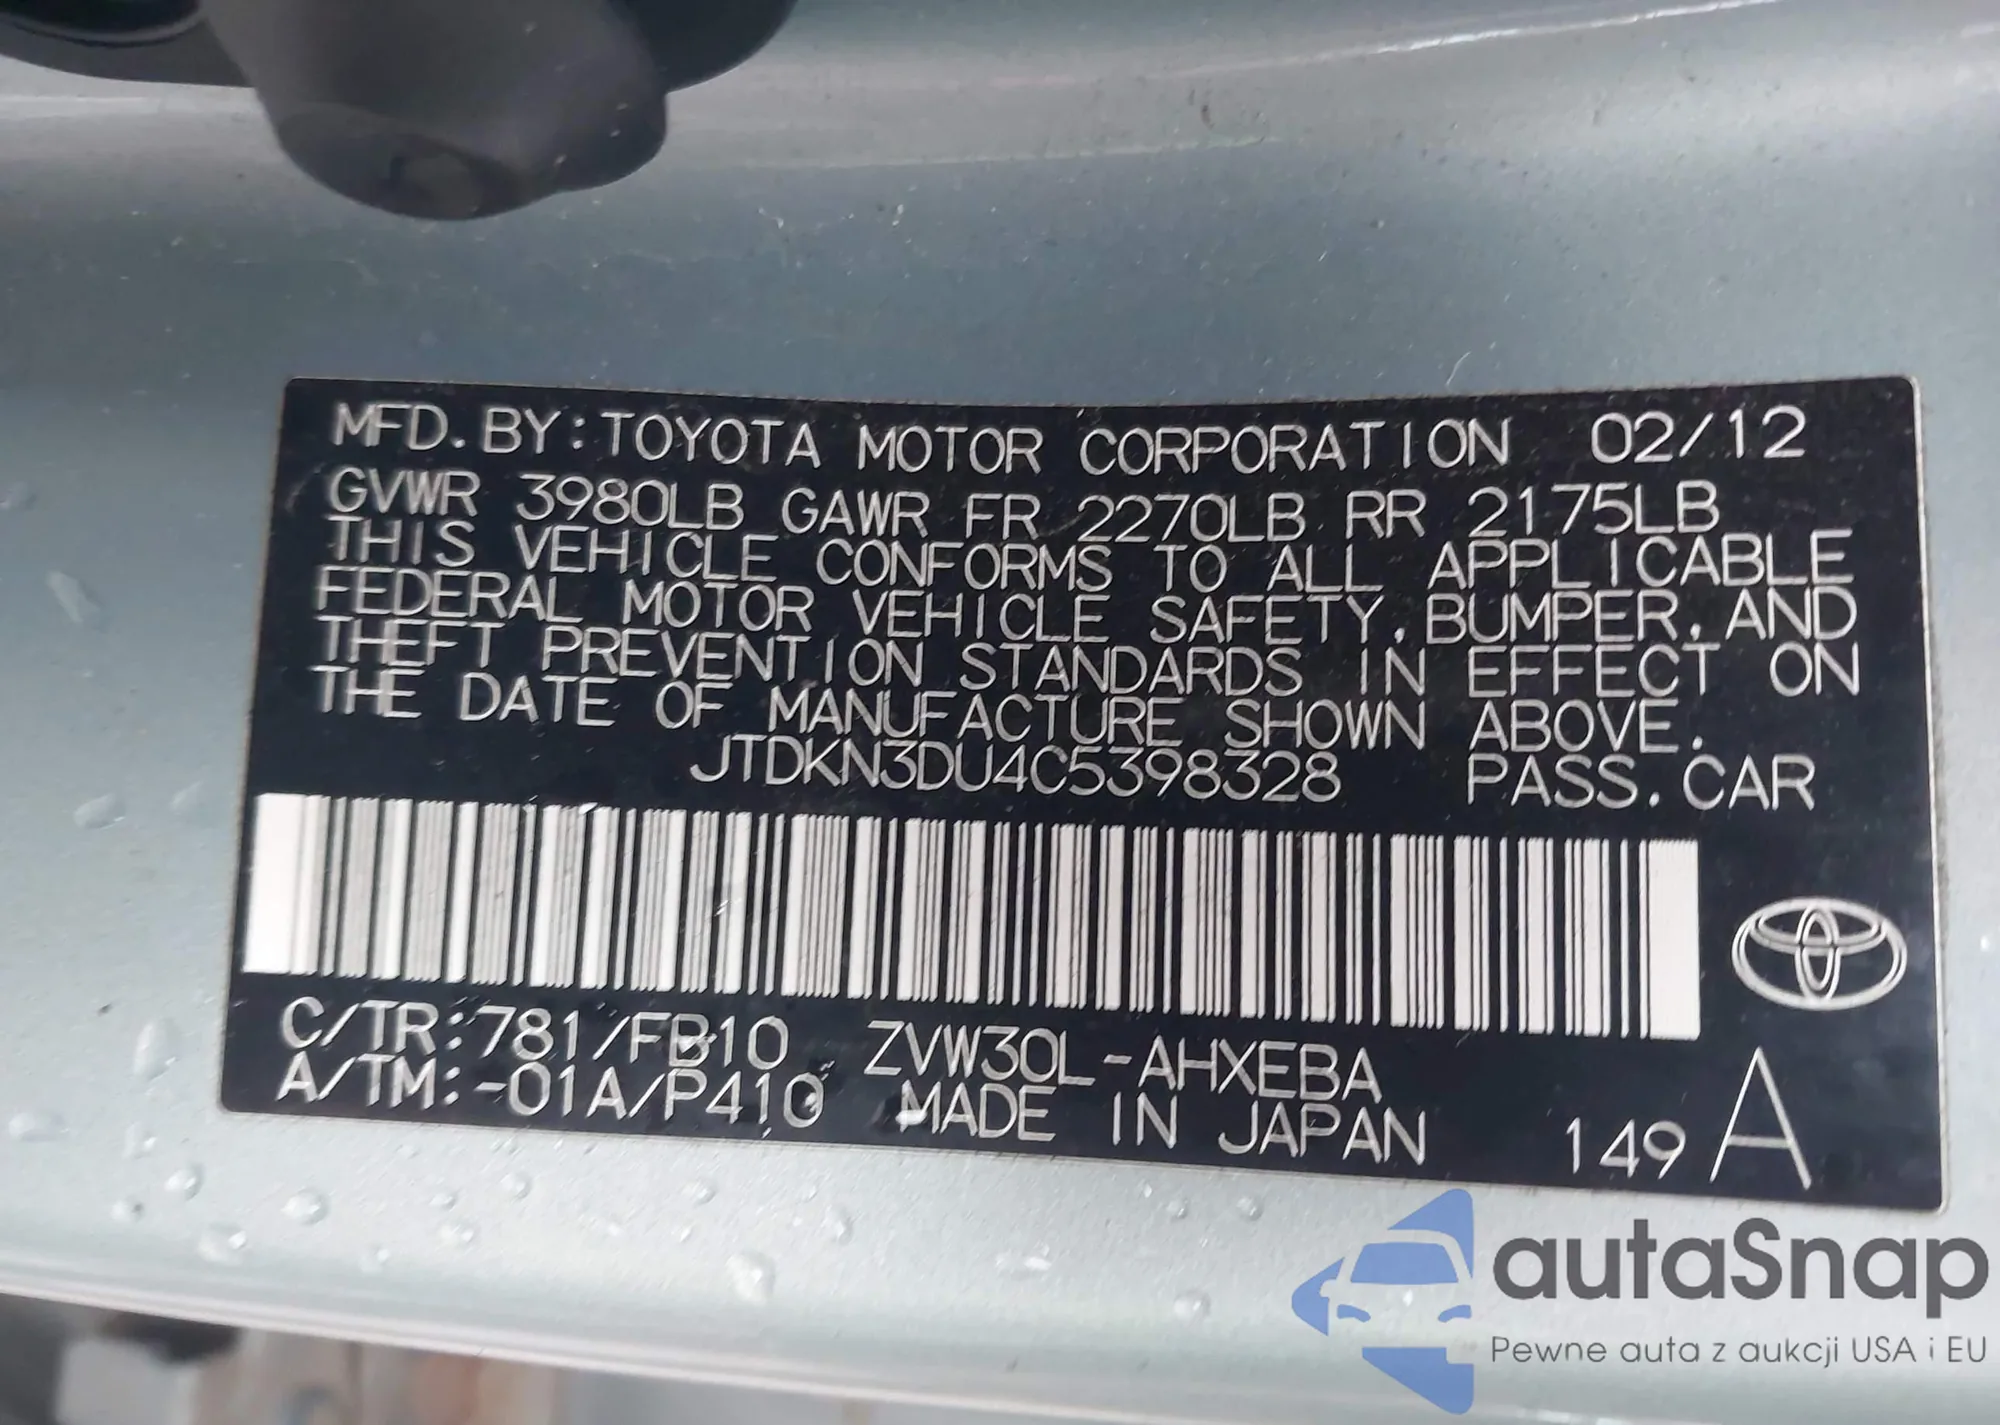 MFD. BY: TOYOTA MOTOR CORPORATION 02/12
GVWR 3980LB GAWR FR 2270LB RR 2175LB
THIS VEHICLE CONFORMS TO ALL APPLICABLE
FEDERAL MOTOR VEHICLE SAFETY, BUMPER, AND
THEFT PREVENTION STANDARDS IN EFFECT ON
THE DATE OF MANUFACTURE SHOWN ABOVE.
JTDKN3DU4C5398328 PASS. CAR
C/TR:781/FB10 ZVW30L-AHXEBA
A/TM:-01A/P410 MADE IN JAPAN 149 A
autaSnap
Pewne auta z aukcji USA i EU